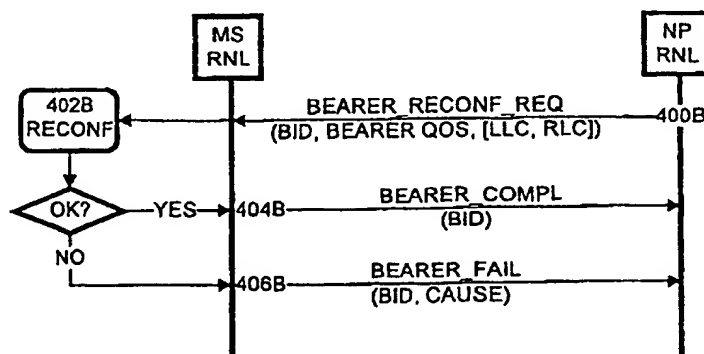 MS
RNL
NP
RNL
402B
RECONF
BEARER_RECONF_REQ
400B
(BID, BEARER QOS, [LLC, RLC])
OK?
YES
404B
BEARER_COMPL
(BID)
NO
406B
BEARER_FAIL
(BID, CAUSE)